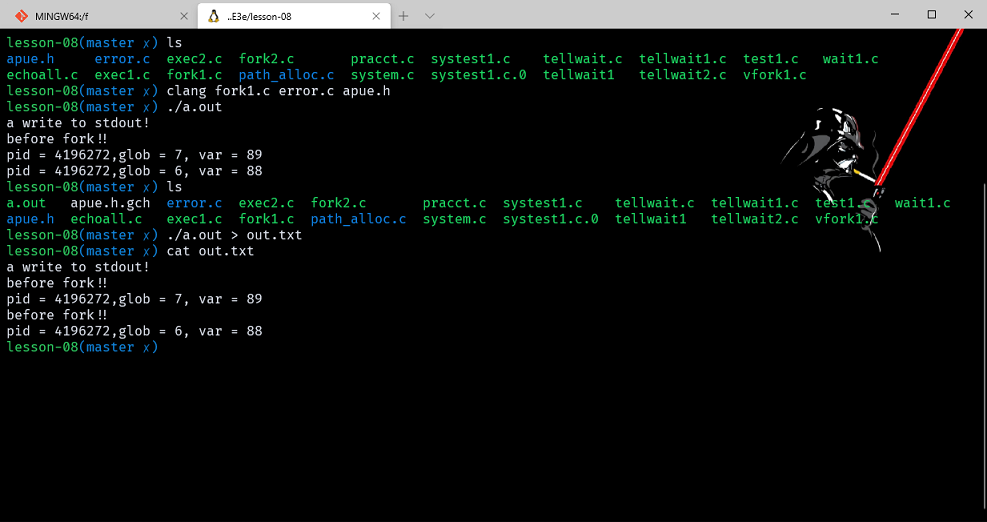 MINGW64:/f
..E3e/lesson-08
lesson-08(master x) ls
apue.h error.c exec2.c fork2.c pracct.c systest1.c tellwait.c tellwait1.c test1.c wait1.c
echoall.c exec1.c fork1.c path_alloc.c system.c systest1.c.0 tellwait1 tellwait2.c vfork1.c
lesson-08(master x) clang fork1.c error.c apue.h
lesson-08(master x) ./a.out
a write to stdout!
before fork!!
pid = 4196272,glob = 7, var = 89
pid = 4196272,glob = 6, var = 88
lesson-08(master x) ls
a.out apue.h.gch error.c exec2.c fork2.c pracct.c systest1.c tellwait.c tellwait1.c test1.c wait1.c
apue.h echoall.c exec1.c fork1.c path_alloc.c system.c systest1.c.0 tellwait1 tellwait2.c vfork1.c
lesson-08(master x) ./a.out > out.txt
lesson-08(master x) cat out.txt
a write to stdout!
before fork!!
pid = 4196272,glob = 7, var = 89
before fork!!
pid = 4196272,glob = 6, var = 88
lesson-08(master x)